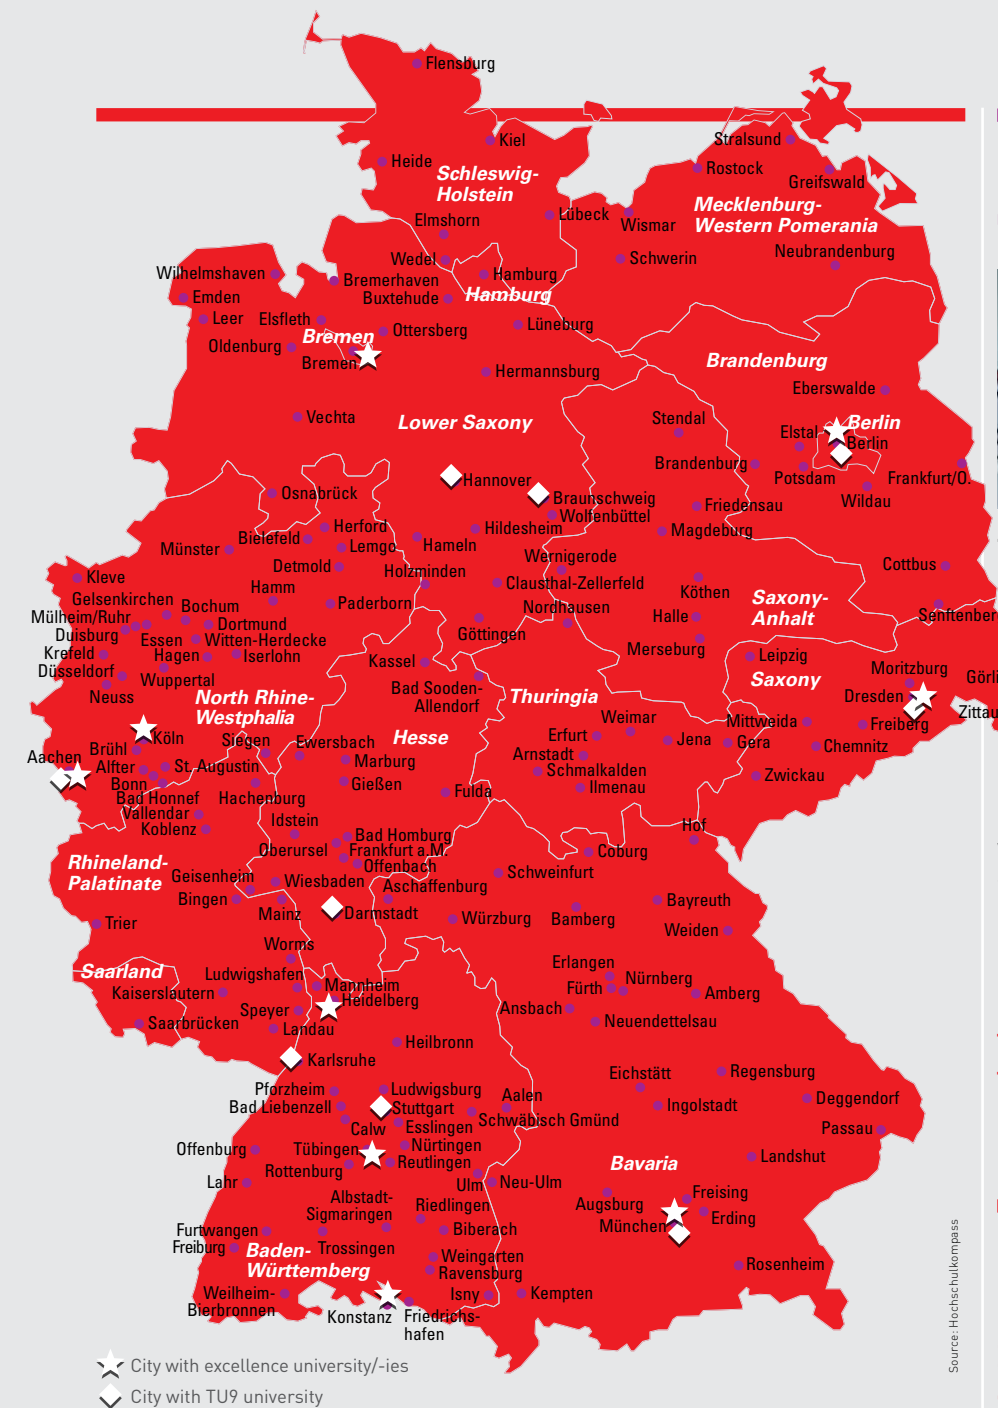 Flensburg
Kiel
Stralsund
Heide
Rostock
Schleswig-
Holstein
Greifswald
Mecklenburg-
Western Pomerania
Elmshorn
Lübeck
Wismar
Wedel
Schwerin
Neubrandenburg
Wilhelmshaven
Bremerhaven
Hamburg
Hamburg
Emden
Buxtehude
Leer
Elsfleth
Ottersberg
Lüneburg
Bremen
Oldenburg
Bremen
Hermannsburg
Brandenburg
Eberswalde
Vechta
Lower Saxony
Stendal
Elstal
Berlin
Berlin
Brandenburg
Potsdam
Frankfurt/O.
Wildau
Hannover
Osnabrück
Braunschweig
Wolfenbüttel
Friedensau
Herford
Hildesheim
Magdeburg
Bielefeld
Lemgo
Hameln
Münster
Wernigerode
Detmold
Holzminden
Clausthal-Zellerfeld
Cottbus
Kleve
Hamm
Köthen
Gelsenkirchen
Bochum
Paderborn
Nordhausen
Saxony-
Anhalt
Mülheim/Ruhr
Dortmund
Halle
Senftenber
Duisburg
Essen
Witten-Herdecke
Göttingen
Krefeld
Hagen
Iserlohn
Merseburg
Leipzig
Düsseldorf
Wuppertal
Kassel
Moritzburg
Görli
Neuss
Bad Sooden-
Allendorf
Thuringia
Saxony
Dresden
North Rhine-
Westphalia
Weimar
Mittweida
Freiberg
Zittau
Köln
Siegen
Ewersbach
Hesse
Erfurt
Jena
Gera
Chemnitz
Brühl
Arnstadt
Aachen
Alfter
St. Augustin
Marburg
Schmalkalden
Zwickau
Bonn
Gießen
Ilmenau
Bad Honnef
Hachenburg
Fulda
Vallendar
Koblenz
Idstein
Hof
Bad Homburg
Oberursel
Frankfurt a.M.
Coburg
Rhineland-
Palatinate
Offenbach
Geisenheim
Wiesbaden
Aschaffenburg
Schweinfurt
Bingen
Mainz
Darmstadt
Bayreuth
Trier
Würzburg
Bamberg
Weiden
Worms
Erlangen
Saarland
Ludwigshafen
Mannheim
Nürnberg
Kaiserslautern
Heidelberg
Fürth
Amberg
Speyer
Ansbach
Saarbrücken
Landau
Neuendettelsau
Heilbronn
Karlsruhe
Eichstätt
Regensburg
Pforzheim
Ludwigsburg
Aalen
Deggendorf
Bad Liebenzell
Stuttgart
Ingolstadt
Calw
Esslingen
Schwäbisch Gmünd
Passau
Offenburg
Tübingen
Nürtingen
Landshut
Rottenburg
Reutlingen
Bavaria
Lahr
Ulm
Neu-Ulm
Freising
Albstadt-
Sigmaringen
Riedlingen
Augsburg
Erding
Furtwangen
Biberach
München
Freiburg
Trossingen
Baden-
Württemberg
Weingarten
Rosenheim
Ravensburg
Weilheim-
Bierbronnen
Isny
Kempten
Konstanz
Friedrichs-
hafen
Source: Hochschulkompass
City with excellence university/-ies
City with TU9 university